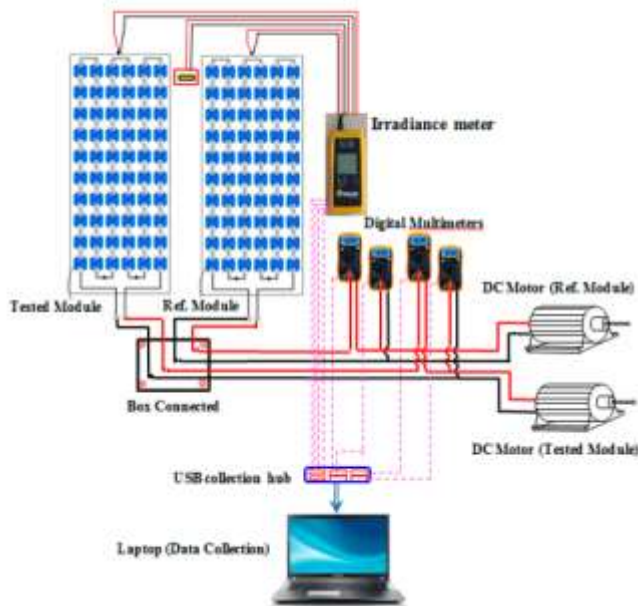 Irradiance meter
Digital Multimeters
Tested Module
Ref. Module
DC Motor (Ref. Module)
Box Connected
DC Motor (Tested Module)
USB collection hub
Laptop (Data Collection)